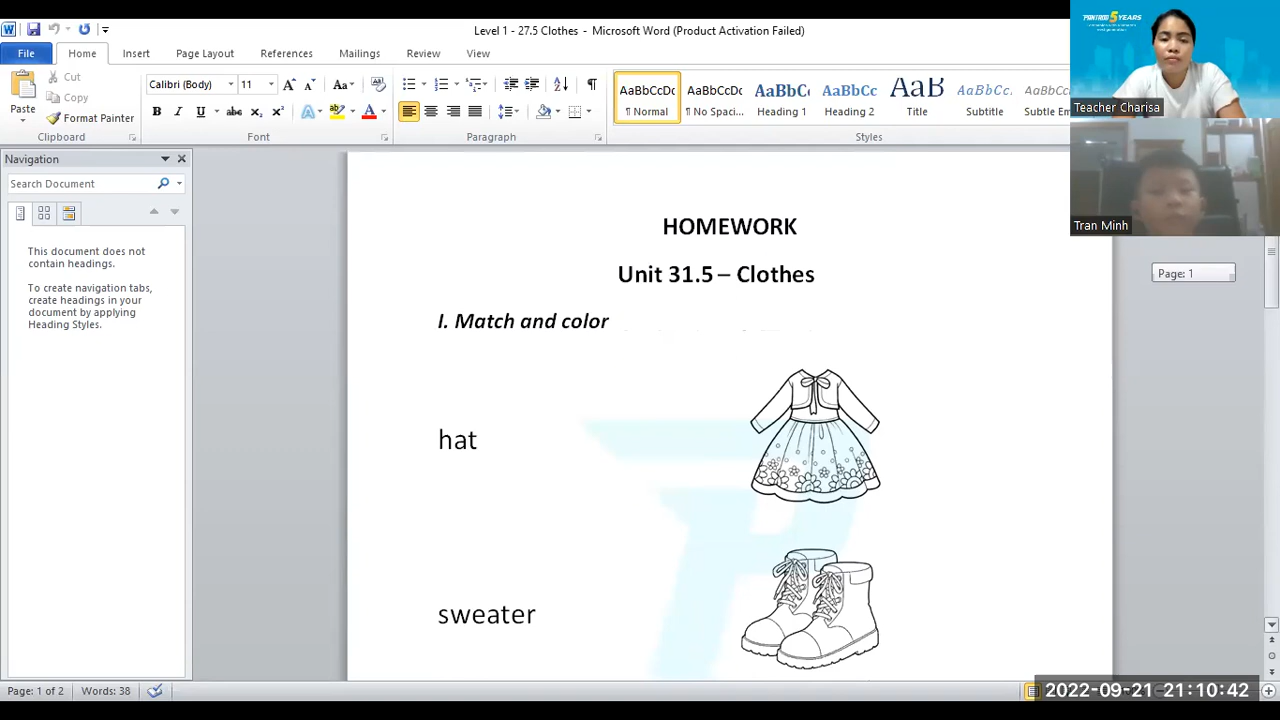 Level 1 - 27.5 Clothes - Microsoft Word (Product Activation Failed)
File Home Insert Page Layout References Mailings Review View
Paste
Cut
Copy
Format Painter
Clipboard
Calibri (Body) 11
Font
Paragraph
AaBbCcDc AaBbCcDc AaBbC AaBbCc AaB AaBbCc. AaBbCc
¶ Normal ¶ No Spaci... Heading 1 Heading 2 Title Subtitle Subtle Em
Styles
5 YEARS
Teacher Charisa
Tran Minh
Navigation
Search Document
This document does not
contain headings.
To create navigation tabs,
create headings in your
document by applying
Heading Styles.
Page: 1
HOMEWORK
Unit 31.5 – Clothes
I. Match and color
hat
sweater
Page: 1 of 2 Words: 38
2022-09-21 21:10:42